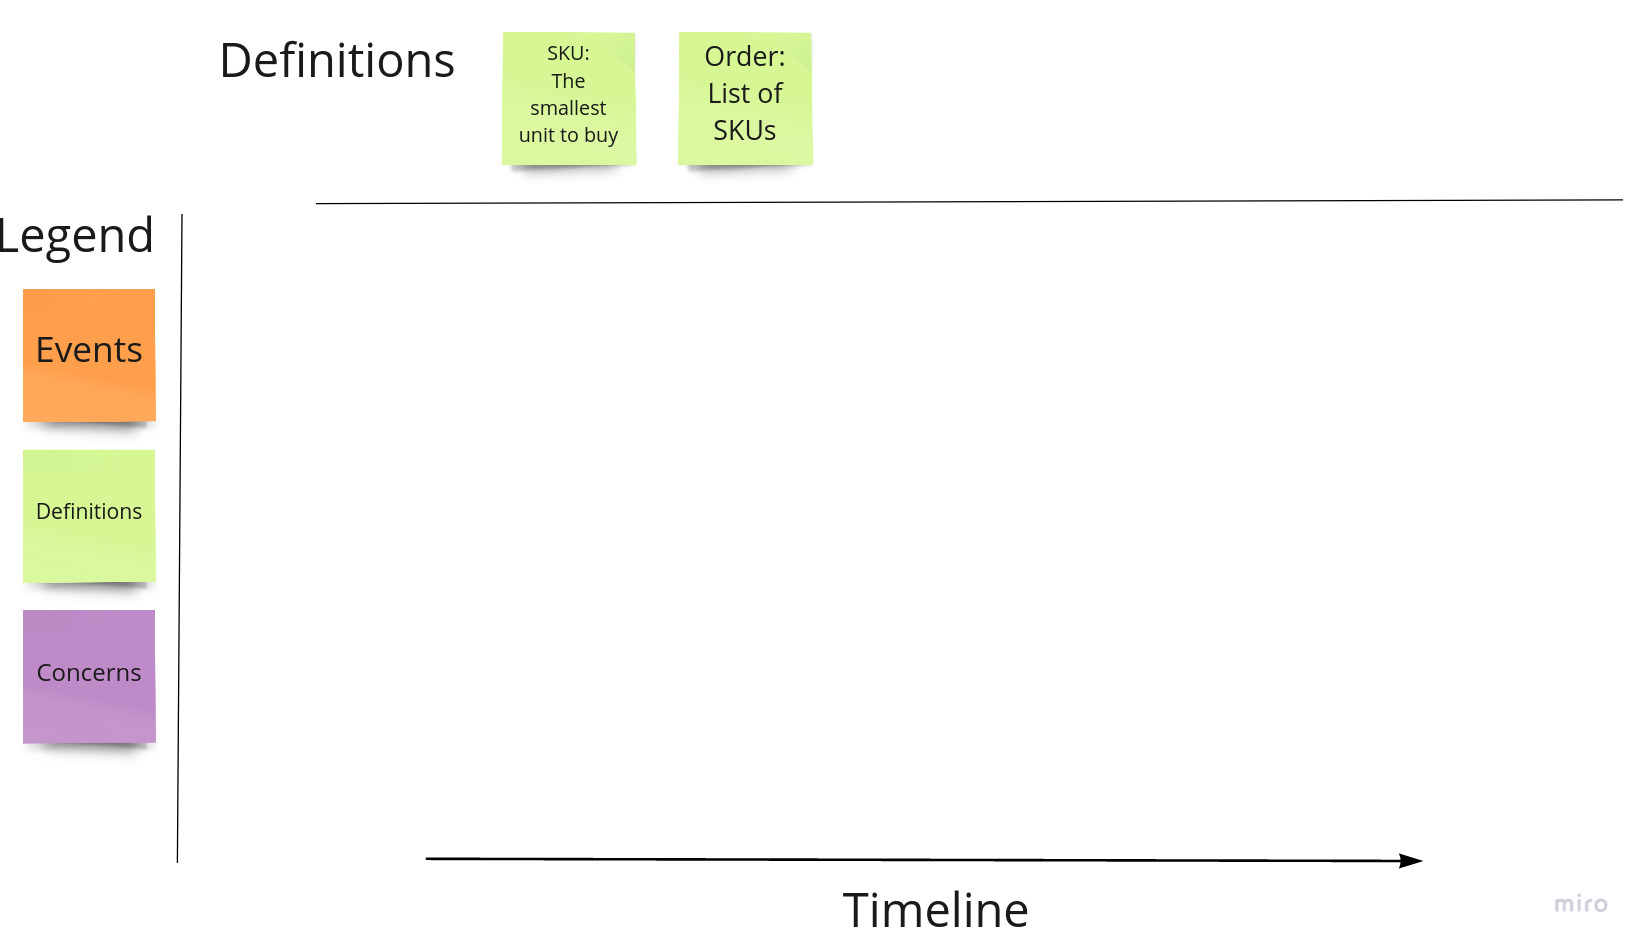 Definitions
SKU:
The
smallest
unit to buy
Order:
List of
SKUs
Legend
Events
Definitions
Concerns
Timeline
miro